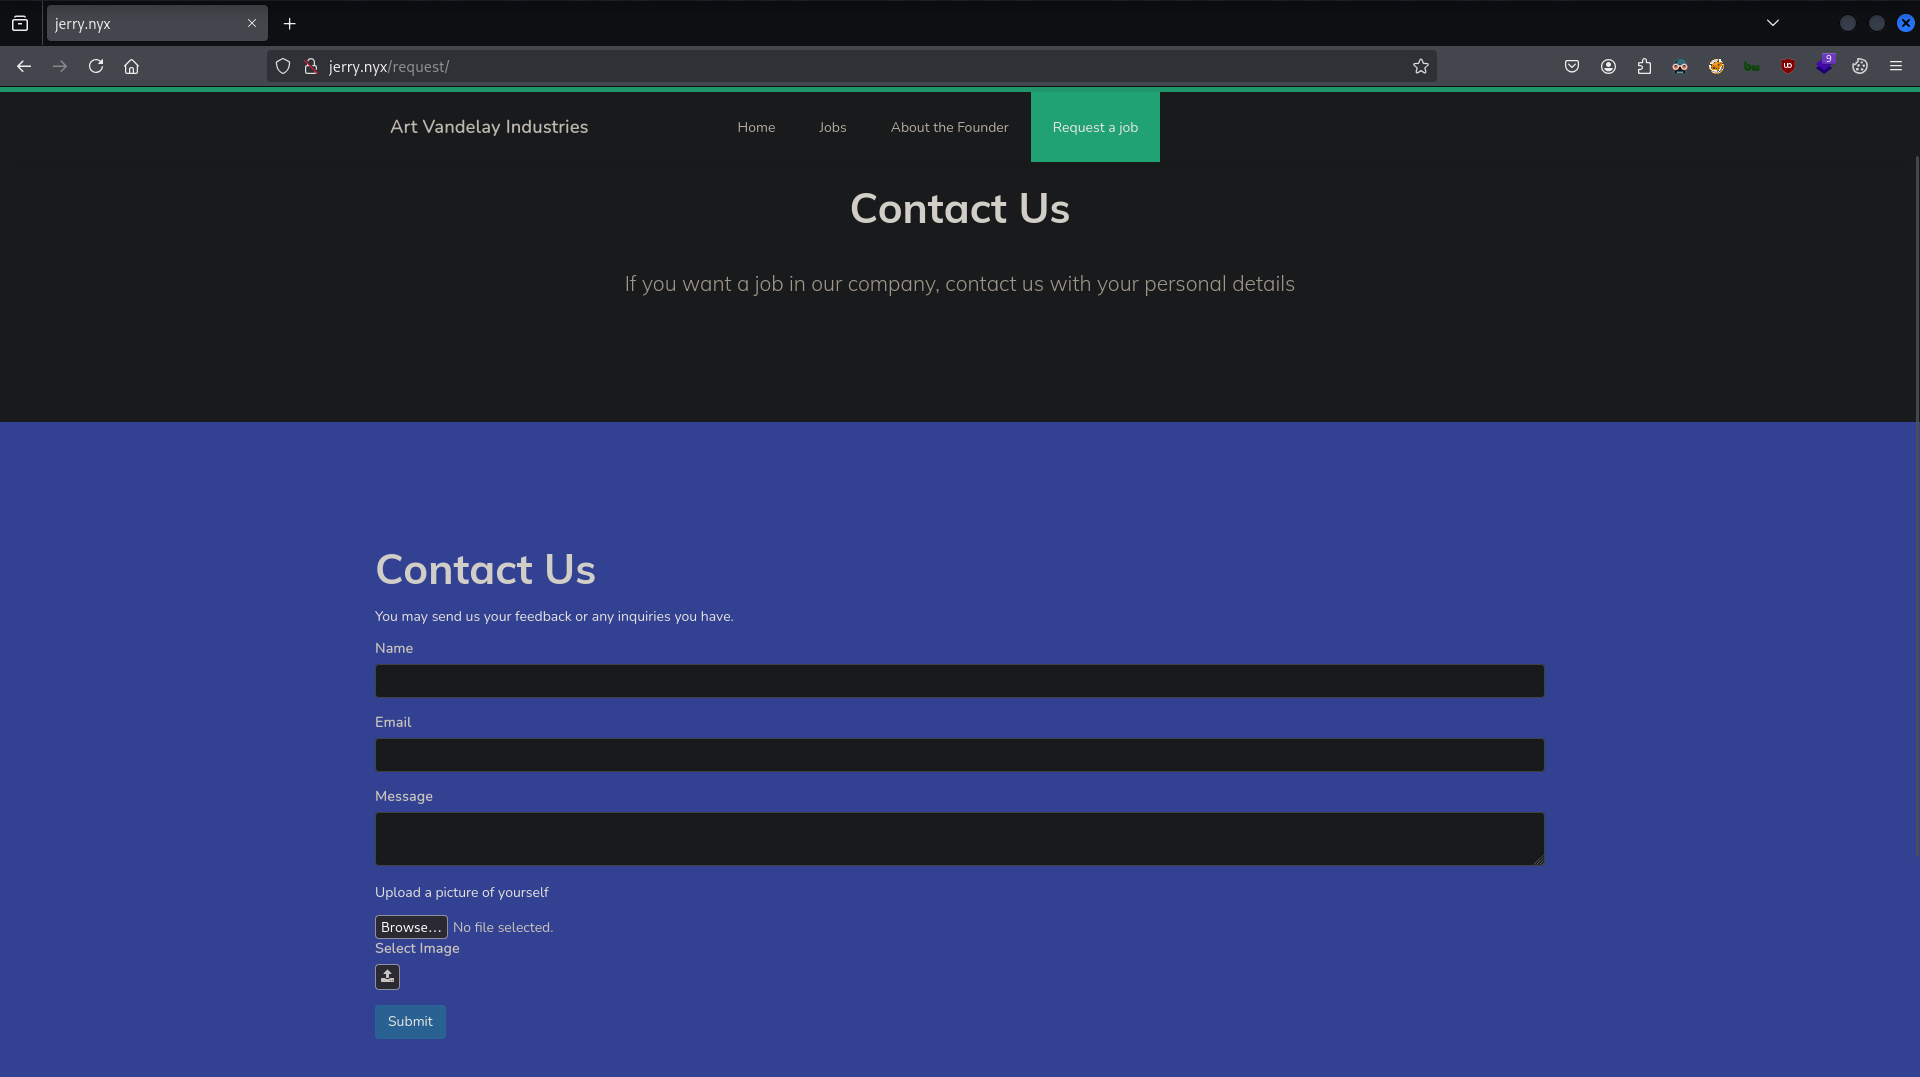 jerry.nyx
jerry.nyx/request/
9
Art Vandelay Industries
Home
Jobs
About the Founder
Request a job
Contact Us
If you want a job in our company, contact us with your personal details
Contact Us
You may send us your feedback or any inquiries you have.
Name
Email
Message
Upload a picture of yourself
Browse… No file selected.
Select Image
Submit